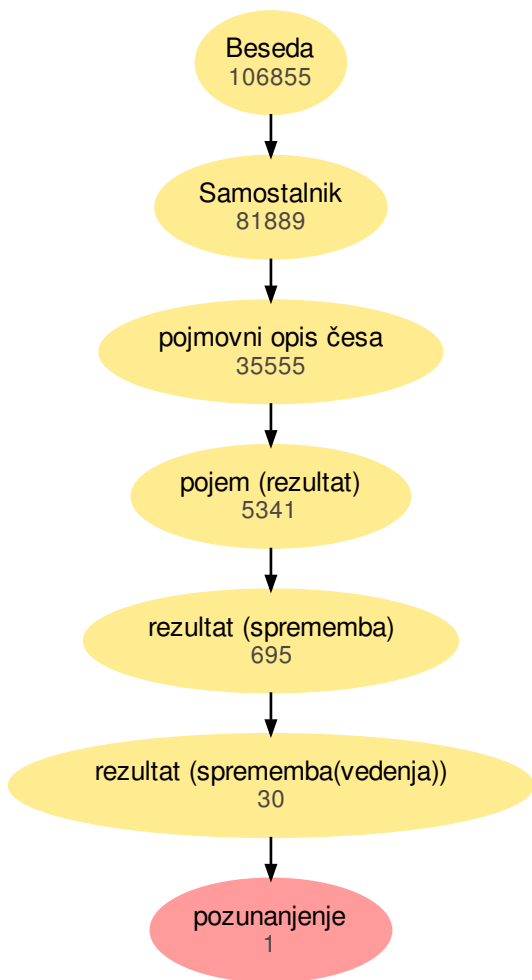 Beseda
106855
Samostalnik
81889
pojmovni opis česa
35555
pojem (rezultat)
5341
rezultat (sprememba)
695
rezultat (sprememba(vedenja))
30
pozunanjenje
1